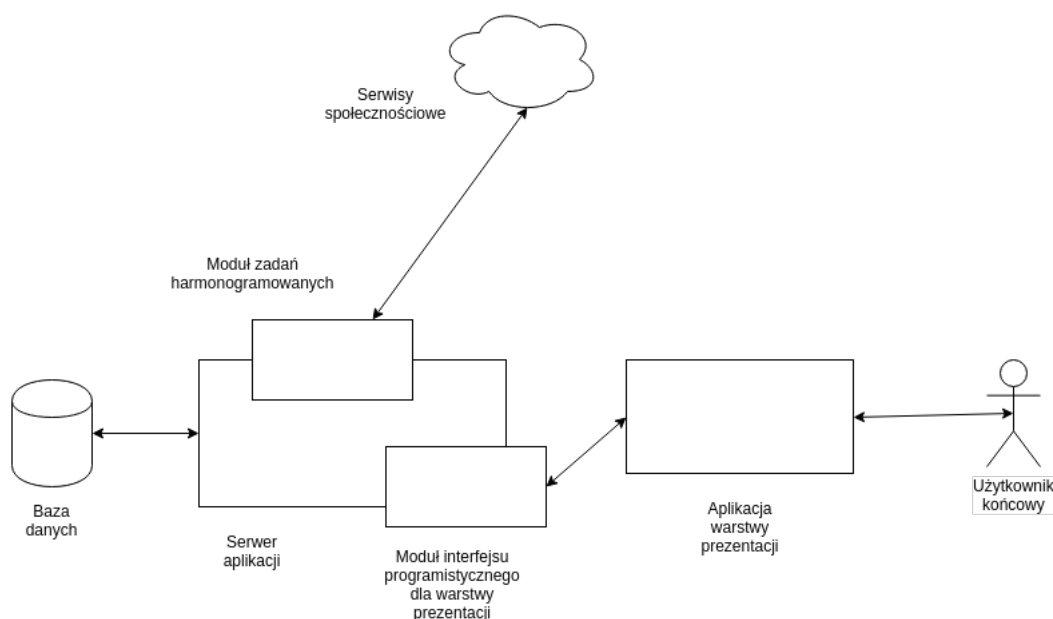 Serwisy
społecznościowe
Moduł zadań
harmonogramowanych
Baza
danych
Serwer
aplikacji
Moduł interfejsu
programistycznego
dla warstwy
prezentacji
Aplikacja
warstwy
prezentacji
Użytkownik
końcowy